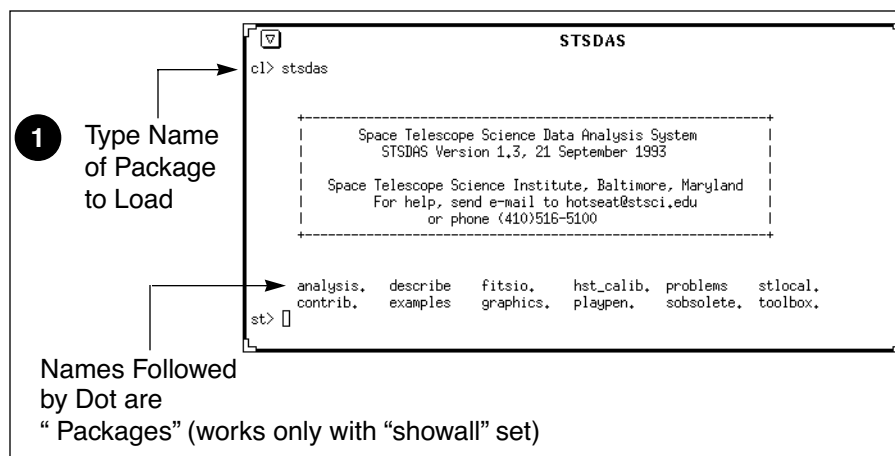 STSDAS
cl> stsdas
Space Telescope Science Data Analysis System
STSDAS Version 1.3, 21 September 1993
Space Telescope Science Institute, Baltimore, Maryland
For help, send e-mail to hotseat@stsci.edu
or phone (410)516-5100
analysis. describe fitsio. hst_calib. problems stlocal.
contrib. examples graphics. playpen. sobsolete. toolbox.
st>
1 Type Name
of Package
to Load
Names Followed
by Dot are
“ Packages” (works only with “showall” set)